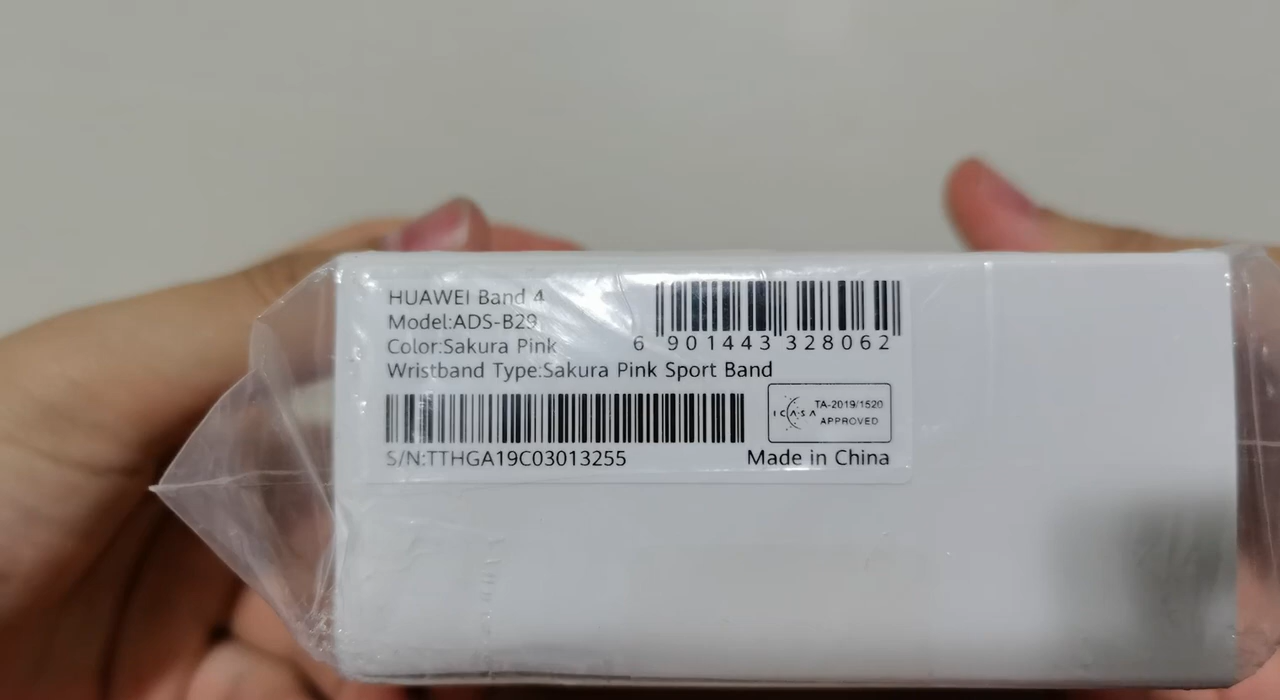 HUAWEI Band 4
Model:ADS-B29
Color:Sakura Pink
6 901443 328062
Wristband Type:Sakura Pink Sport Band
ICASA
TA-2019/1520
APPROVED
S/N:TTHGA19C03013255
Made in China